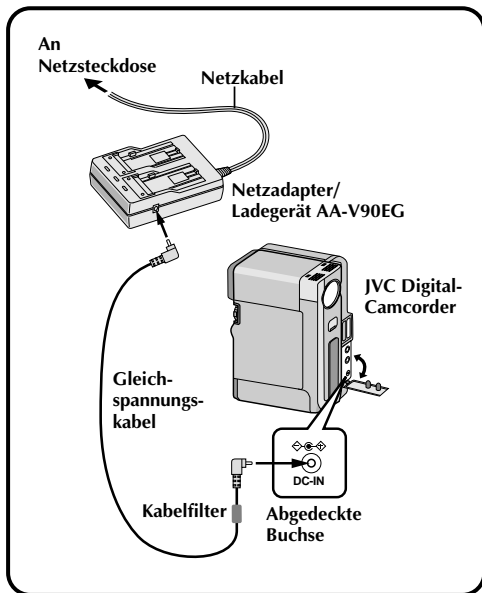 An
Netzsteckdose
Netzkabel
Netzadapter/
Ladegerät AA-V90EG
JVC Digital-
Camcorder
Gleich-
spannungs-
kabel
DC-IN
Kabelfilter
Abgedeckte
Buchse